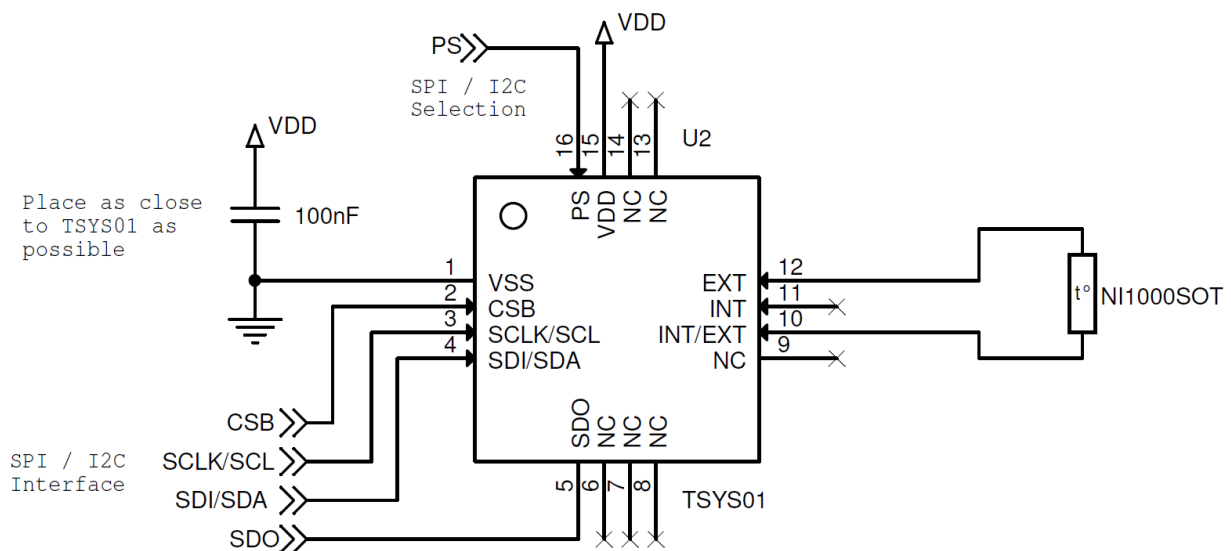 PS
VDD
SPI / I2C
Selection
VDD
16
15
14
13
U2
Place as close
to TSYS01 as
possible
100nF
PS
VDD
NC
NC
1
VSS
EXT
12
2
CSB
INT
11
3
SCLK/SCL
INT/EXT
10
4
SDI/SDA
NC
9
t°
NI1000SOT
SDO
NC
NC
NC
CSB
SPI / I2C
Interface
SCLK/SCL
SDI/SDA
SDO
5
6
7
8
TSYS01